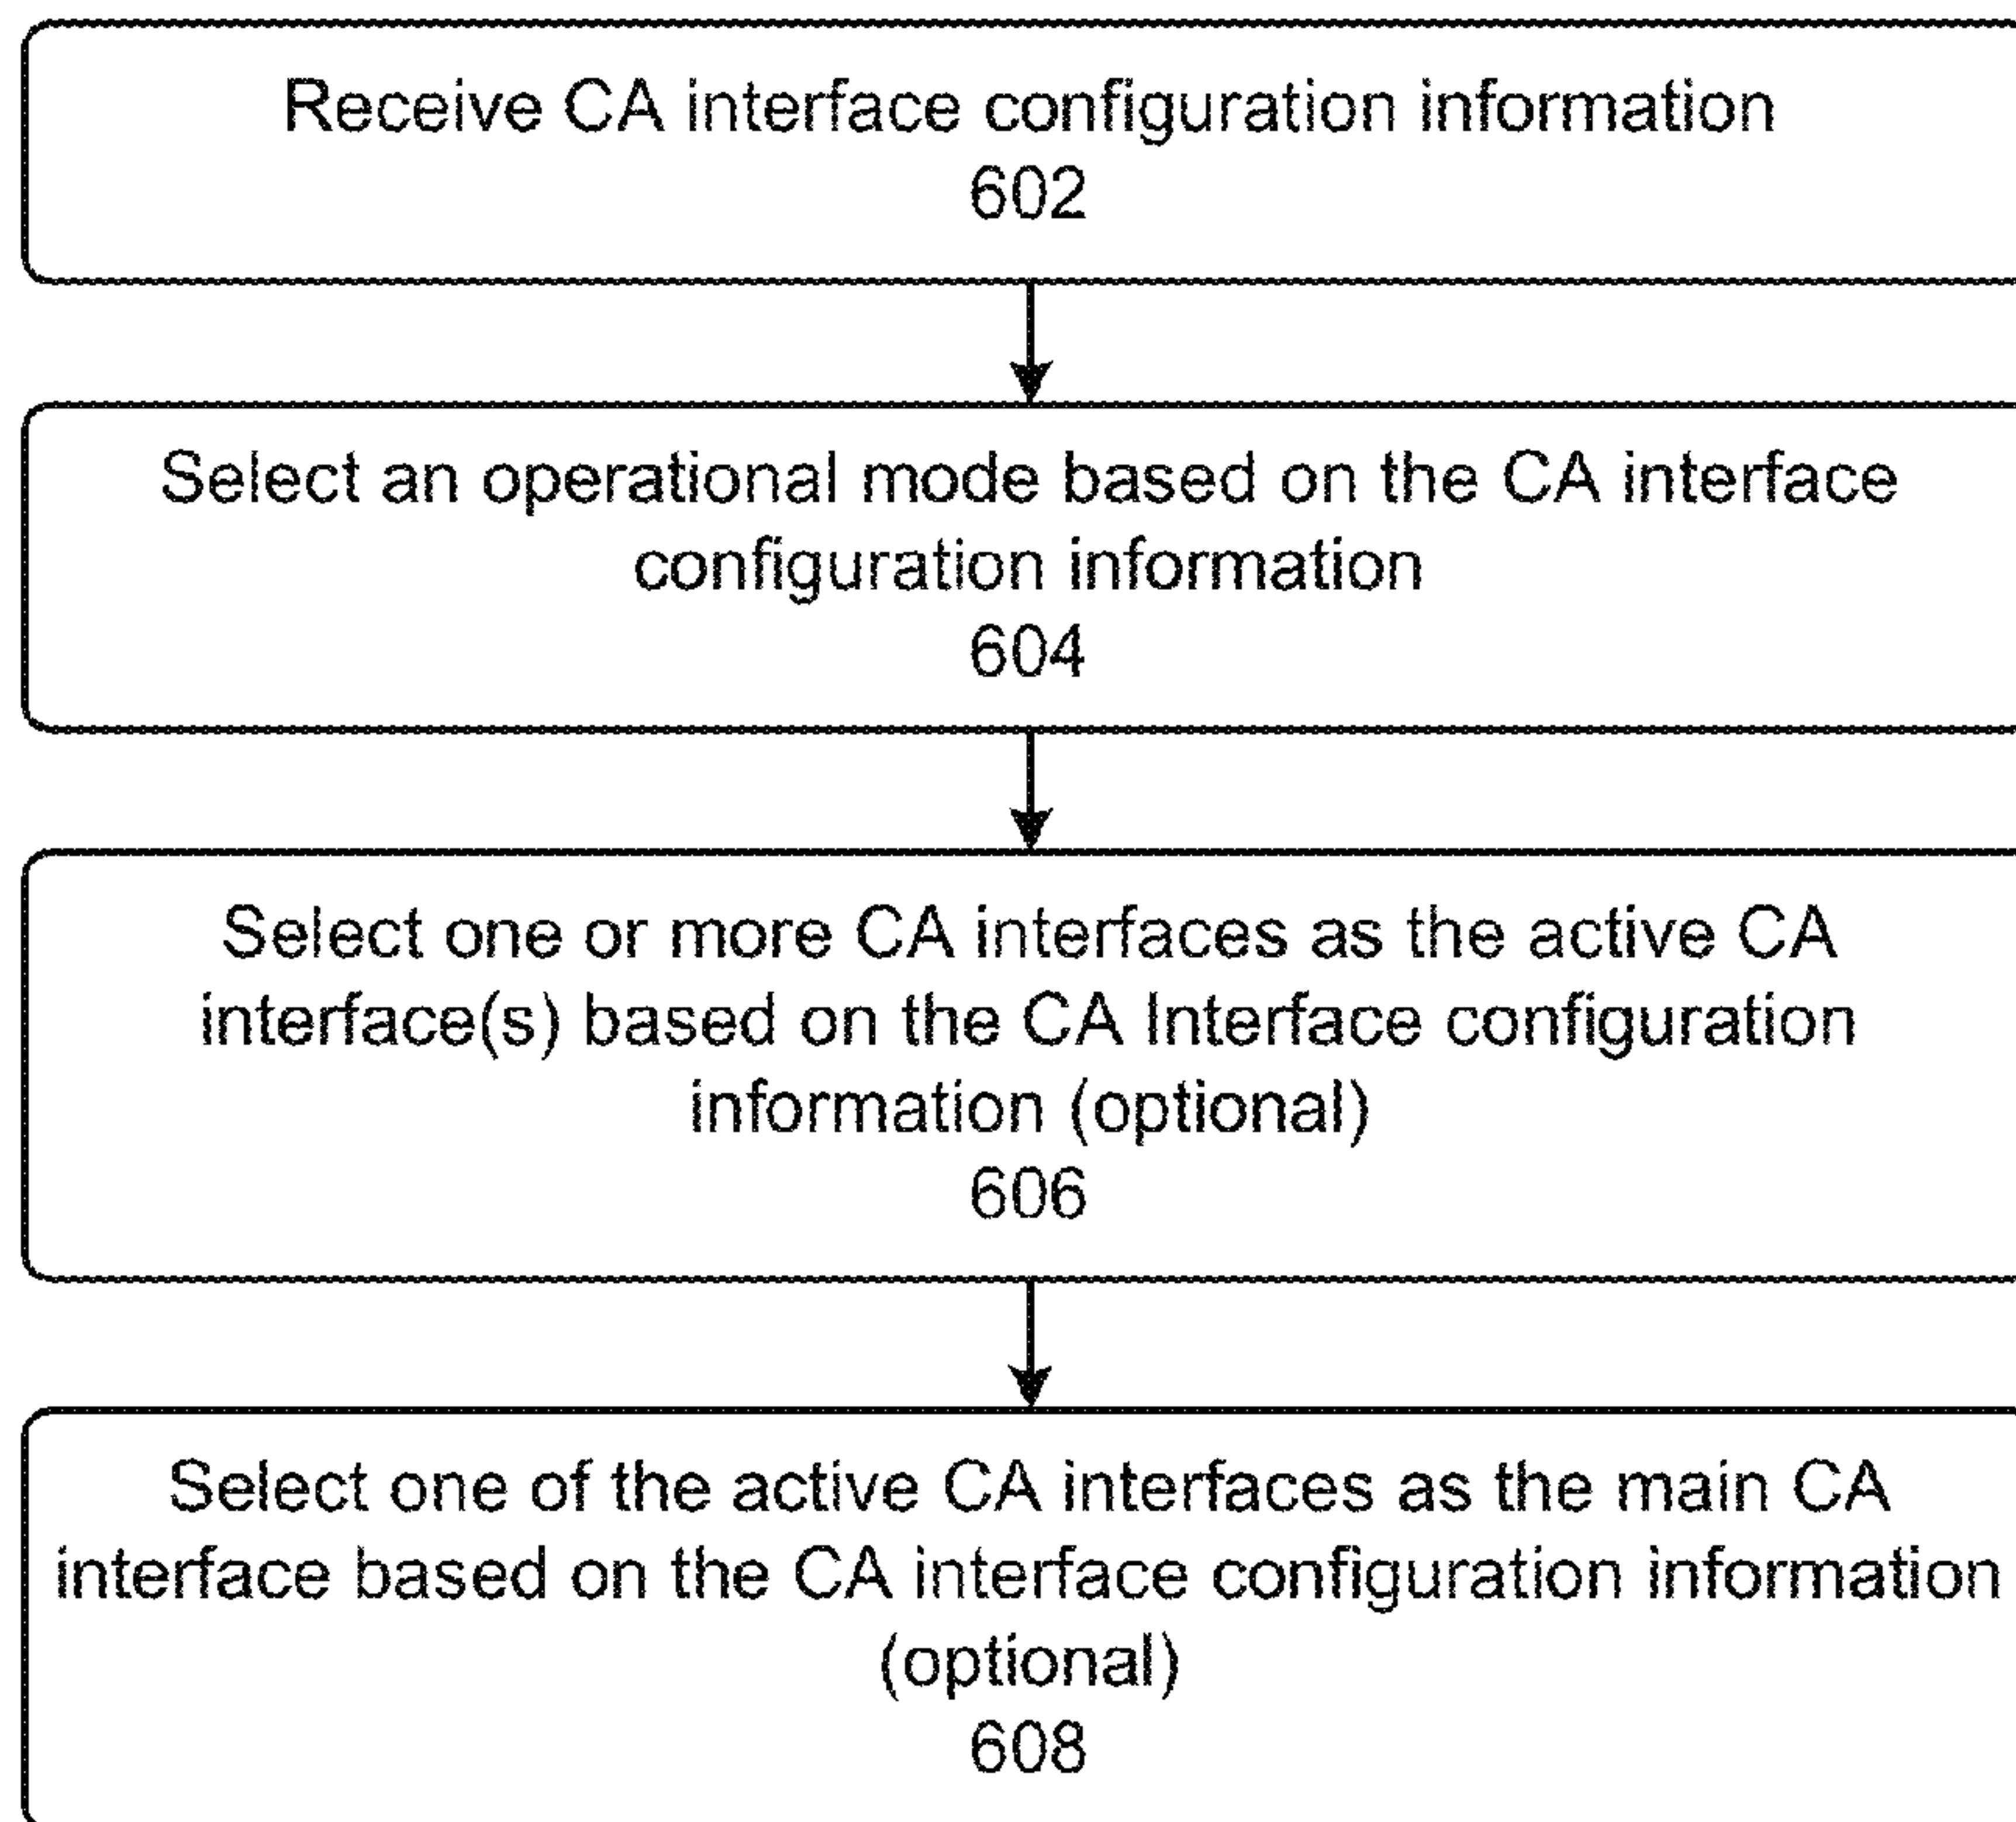 Receive CA interface configuration information
602
Select an operational mode based on the CA interface
configuration information
604
Select one or more CA interfaces as the active CA
interface(s) based on the CA Interface configuration
information (optional)
606
Select one of the active CA interfaces as the main CA
interface based on the CA interface configuration information
(optional)
608